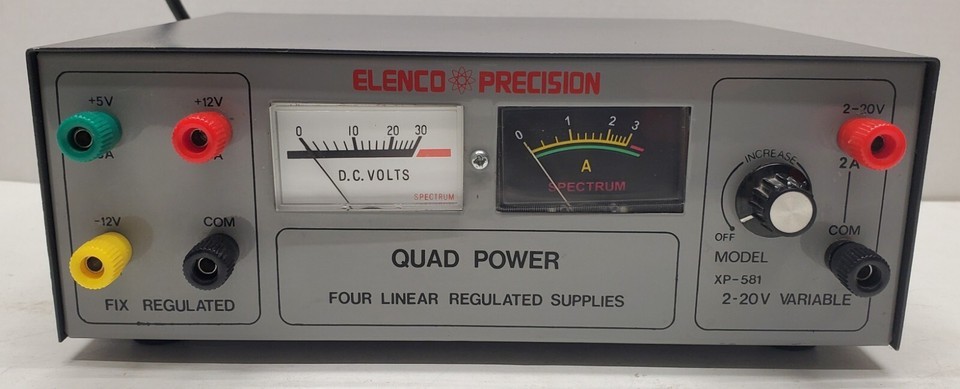 ELENCO PRECISION
+5V
+12V
3A
A
-12V
COM
FIX REGULATED
0 10 20 30
D.C. VOLTS
SPECTRUM
0 1 2 3
A
SPECTRUM
QUAD POWER
FOUR LINEAR REGULATED SUPPLIES
2-20V
2A
INCREASE
OFF
COM
MODEL
XP-581
2-20V VARIABLE